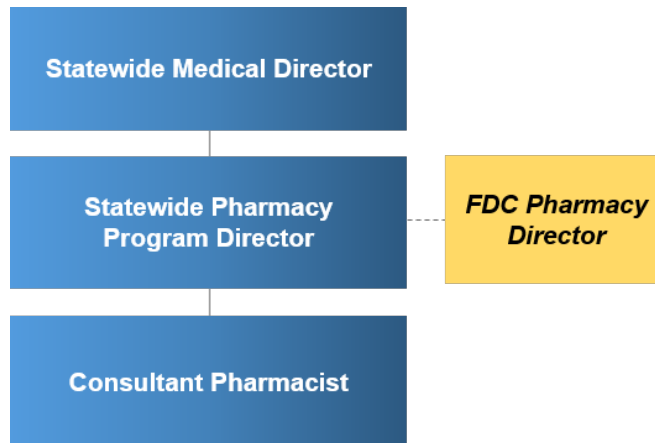 Statewide Medical Director
Statewide Pharmacy
Program Director
FDC Pharmacy
Director
Consultant Pharmacist